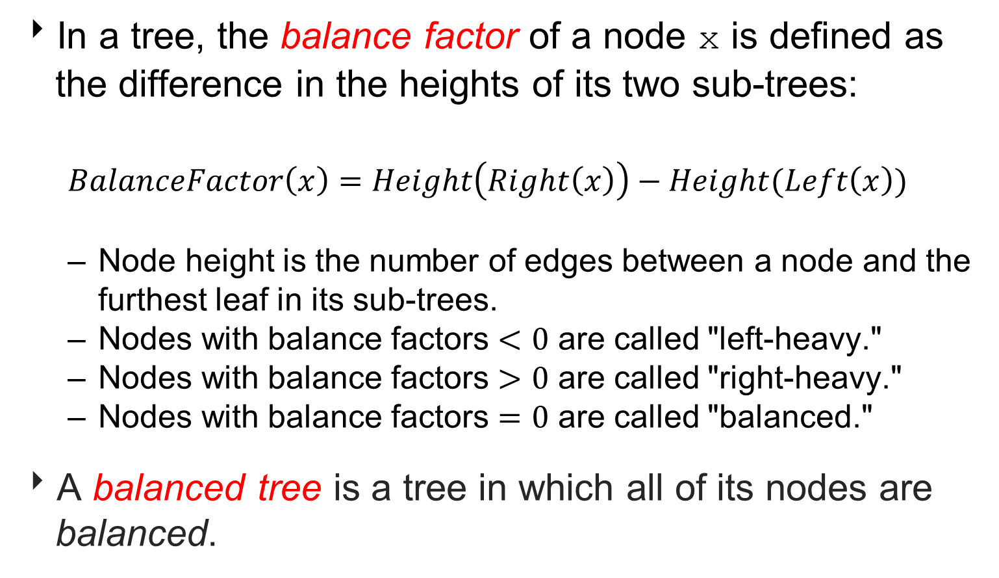 ‣ In a tree, the balance factor of a node x is defined as
the difference in the heights of its two sub-trees:
BalanceFactor(x) = Height(Right(x)) − Height(Left(x))
– Node height is the number of edges between a node and the
furthest leaf in its sub-trees.
– Nodes with balance factors < 0 are called "left-heavy."
– Nodes with balance factors > 0 are called "right-heavy."
– Nodes with balance factors = 0 are called "balanced."
‣ A balanced tree is a tree in which all of its nodes are
balanced.